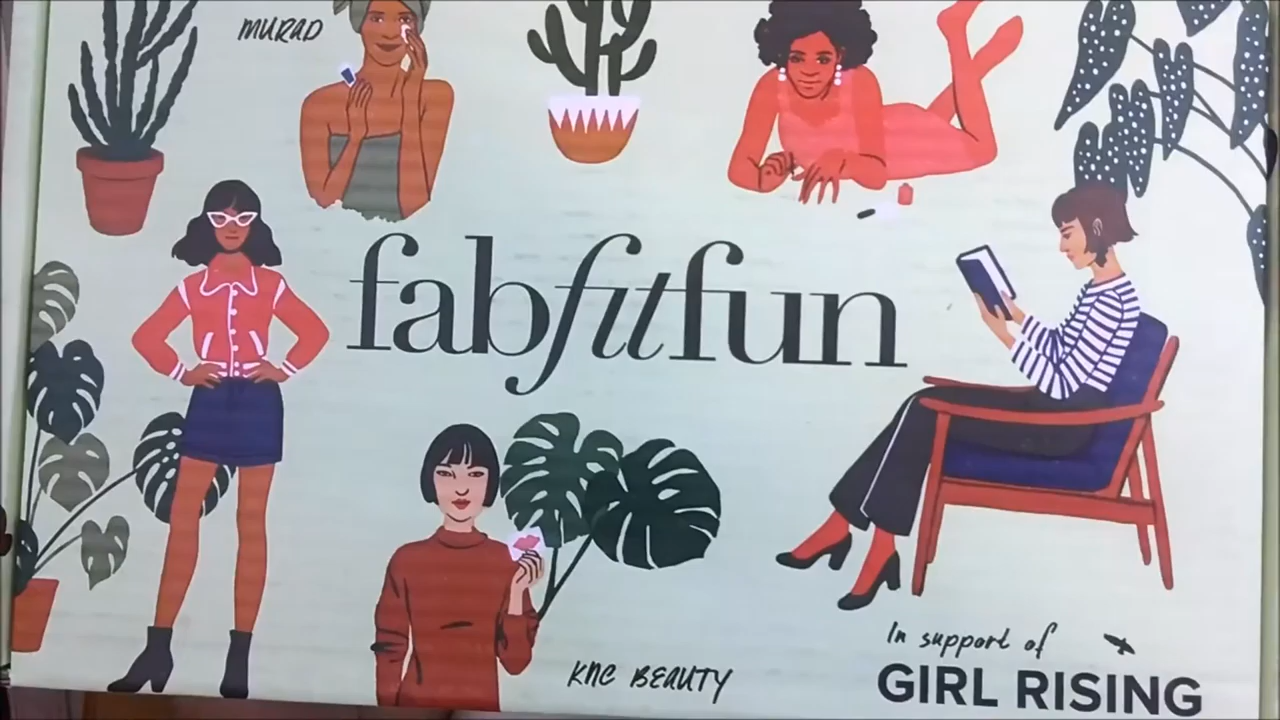 MURAD
fabfitfun
KNC BEAUTY
In support of
GIRL RISING